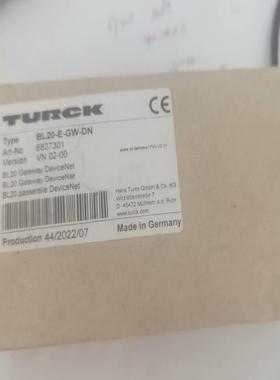 TURCK
CE
Type BL20-E-GW-DN
Art-No 6827301
Version VN 02-00
BL20 Gateway DeviceNet
BL20 Gateway DeviceNet
BL20 passerelle DeviceNet
Hans Turck GmbH & Co. KG
Witzlebenstraße 7
D- 45472 Mülheim a.d. Ruhr
www.turck.com
Production 44/2022/07
Made in Germany